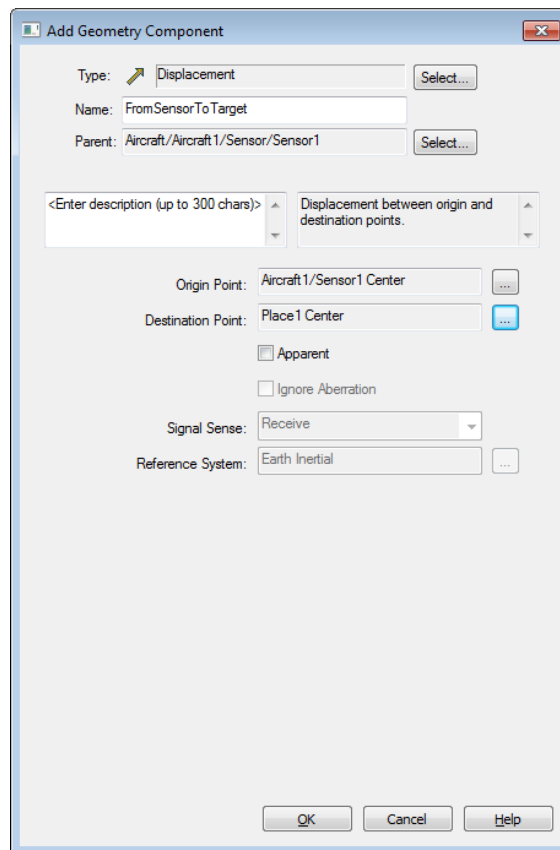 Add Geometry Component
Type: Displacement Select...
Name: FromSensorToTarget
Parent: Aircraft/Aircraft1/Sensor/Sensor1 Select...
<Enter description (up to 300 chars)>
Displacement between origin and
destination points.
Origin Point: Aircraft1/Sensor1 Center ...
Destination Point: Place1 Center ...
Apparent
Ignore Aberration
Signal Sense: Receive
Reference System: Earth Inertial ...
OK Cancel Help